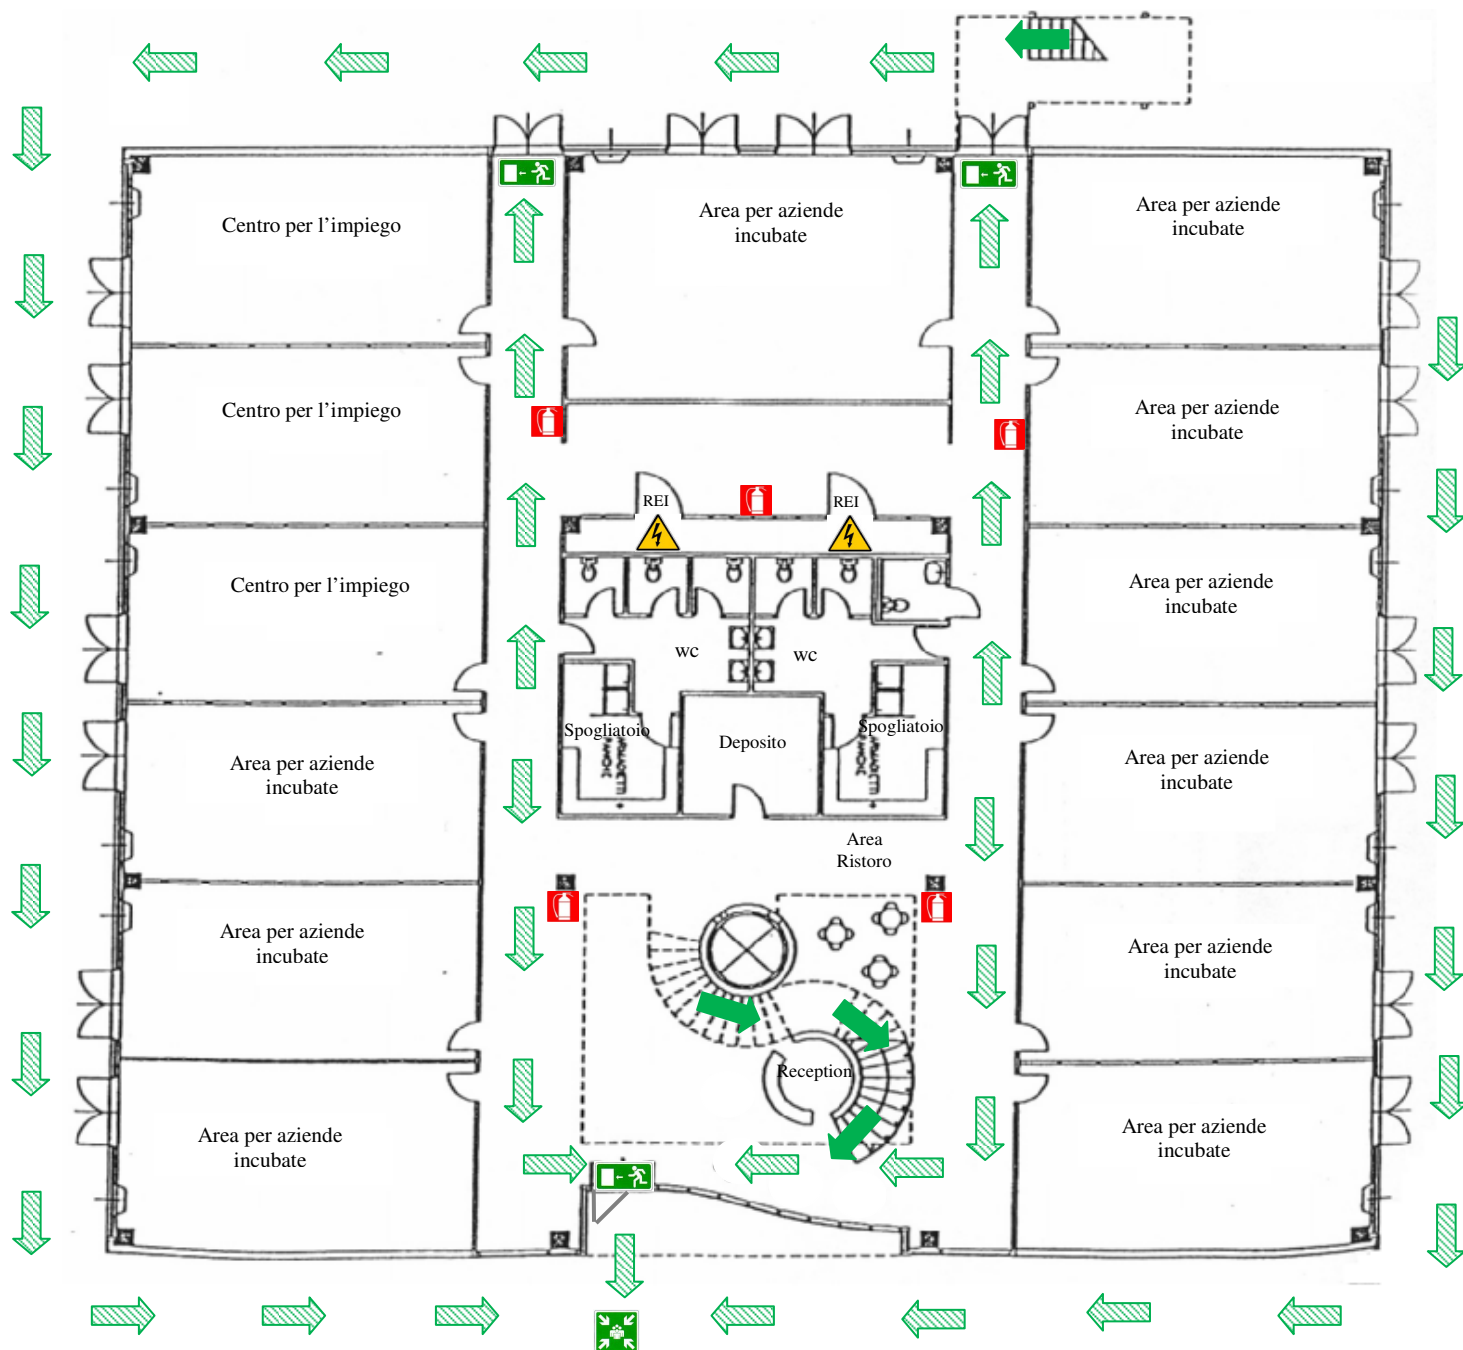 Centro per l’impiego
Area per aziende
incubate
Area per aziende
incubate
Centro per l’impiego
Area per aziende
incubate
REI
REI
Centro per l’impiego
Area per aziende
incubate
wc
wc
Spogliatoio
Deposito
Spogliatoio
Area per aziende
incubate
Area per aziende
incubate
Area
Ristoro
Area per aziende
incubate
Area per aziende
incubate
Reception
Area per aziende
incubate
Area per aziende
incubate